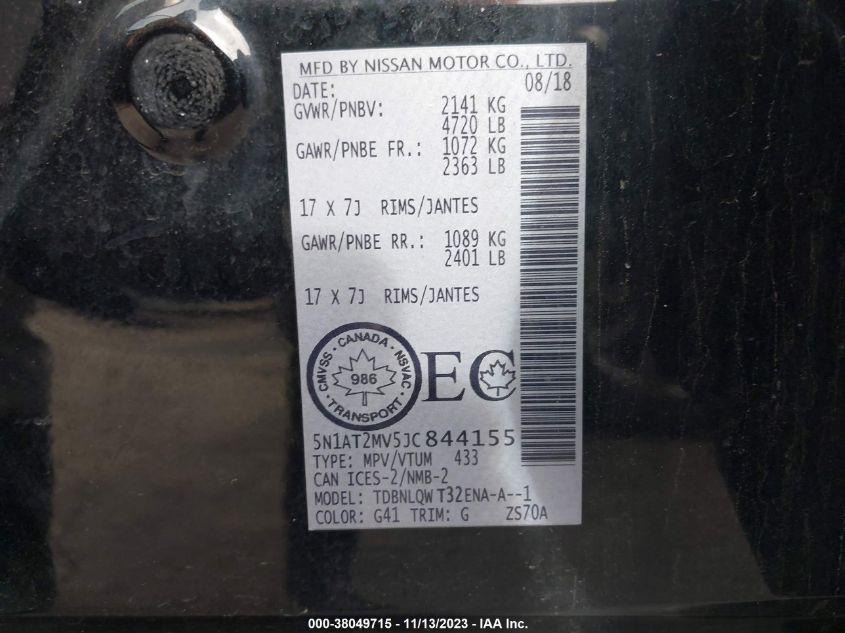 MFD BY NISSAN MOTOR CO., LTD.
DATE: 08/18
GVWR/PNBV: 2141 KG
4720 LB
GAWR/PNBE FR.: 1072 KG
2363 LB
17 X 7J RIMS/JANTES
GAWR/PNBE RR.: 1089 KG
2401 LB
17 X 7J RIMS/JANTES
CMVSS · CANADA · NSVAC · TRANSPORT ·
986
EC
5N1AT2MV5JC844155
TYPE: MPV/VTUM 433
CAN ICES-2/NMB-2
MODEL: TDBNLQW T32ENA-A--1
COLOR: G41 TRIM: G ZS70A
000-38049715 - 11/13/2023 - IAA Inc.